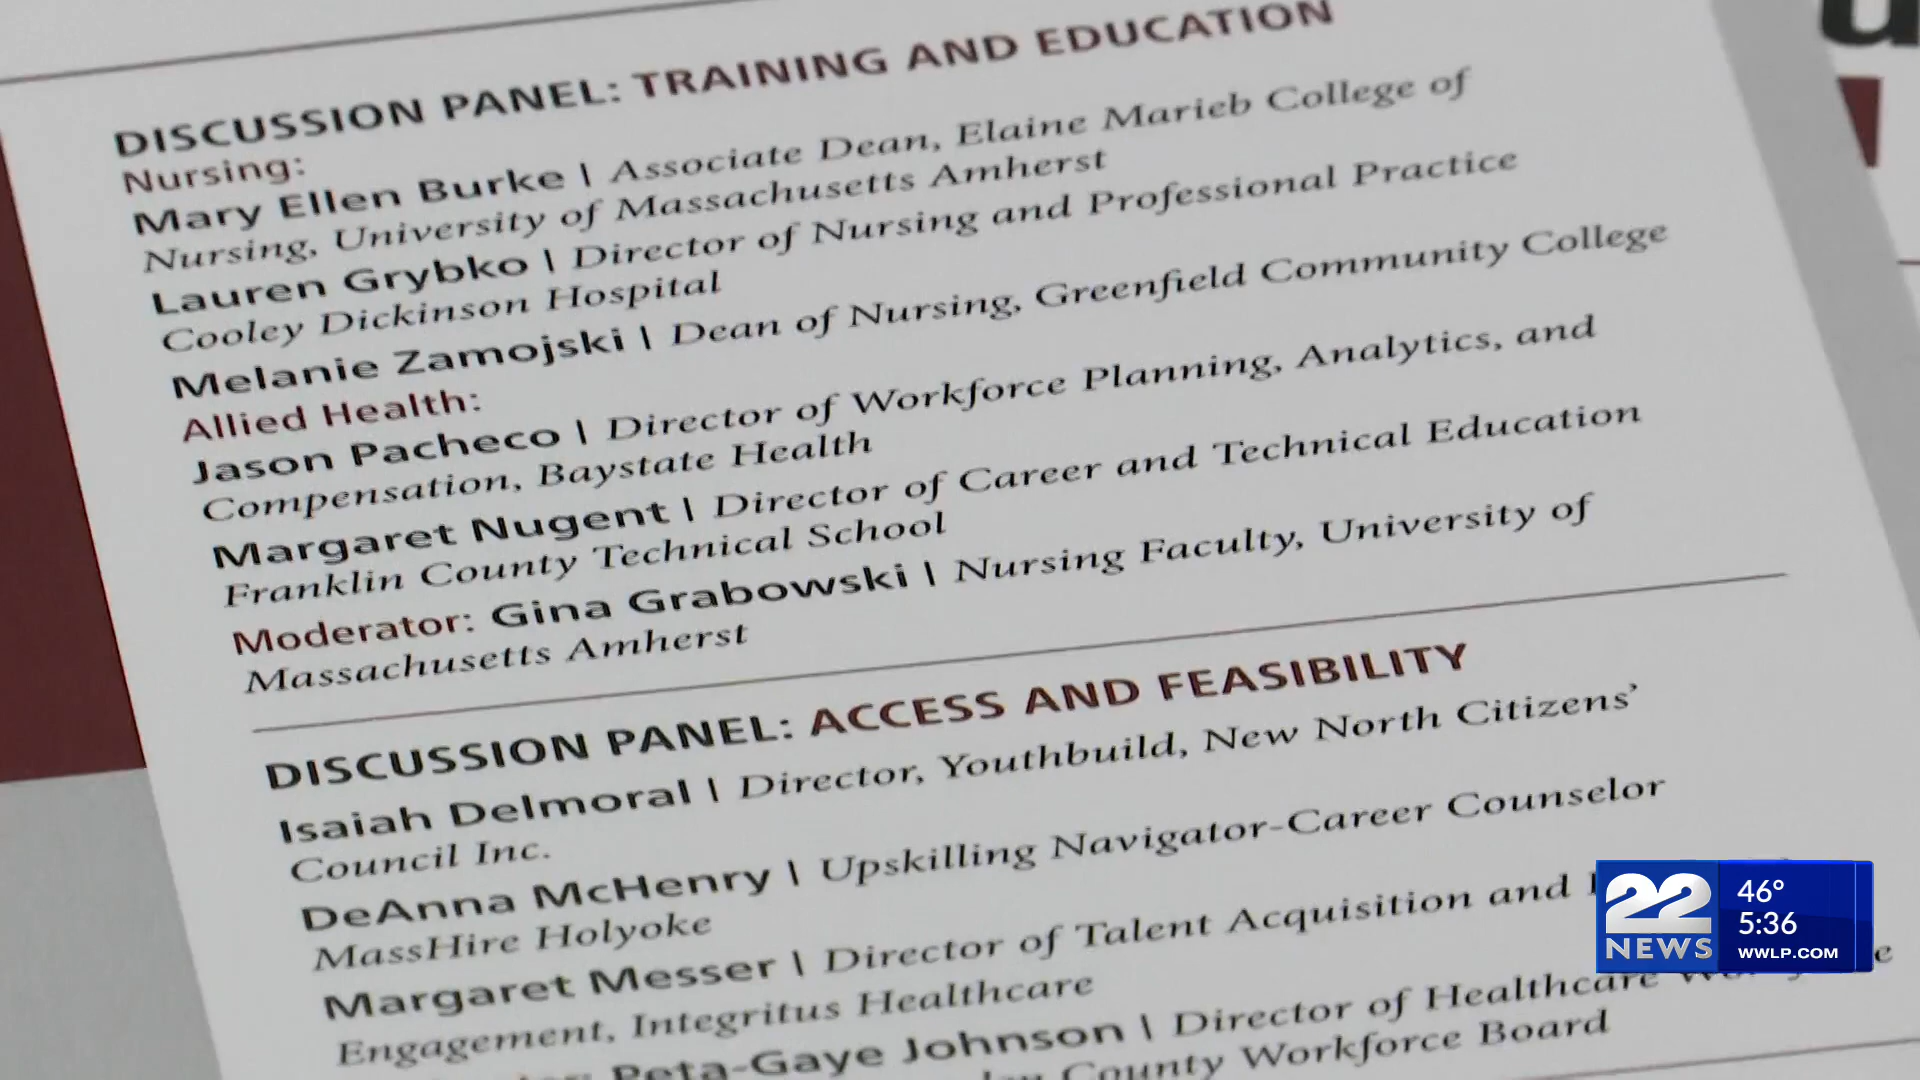 DISCUSSION PANEL: TRAINING AND EDUCATION
Nursing:
Mary Ellen Burke | Associate Dean, Elaine Marieb College of
Nursing, University of Massachusetts Amherst
Lauren Grybko | Director of Nursing and Professional Practice
Cooley Dickinson Hospital
Melanie Zamojski | Dean of Nursing, Greenfield Community College
Allied Health:
Jason Pacheco | Director of Workforce Planning, Analytics, and
Compensation, Baystate Health
Margaret Nugent | Director of Career and Technical Education
Franklin County Technical School
Moderator: Gina Grabowski | Nursing Faculty, University of
Massachusetts Amherst
DISCUSSION PANEL: ACCESS AND FEASIBILITY
Isaiah Delmoral | Director, Youthbuild, New North Citizens'
Council Inc.
DeAnna McHenry | Upskilling Navigator-Career Counselor
MassHire Holyoke
Margaret Messer | Director of Talent Acquisition and
Engagement, Integritus Healthcare
Peta-Gaye Johnson | Director of Healthcare
County Workforce Board
22
NEWS
46°
5:36
WWLP.COM